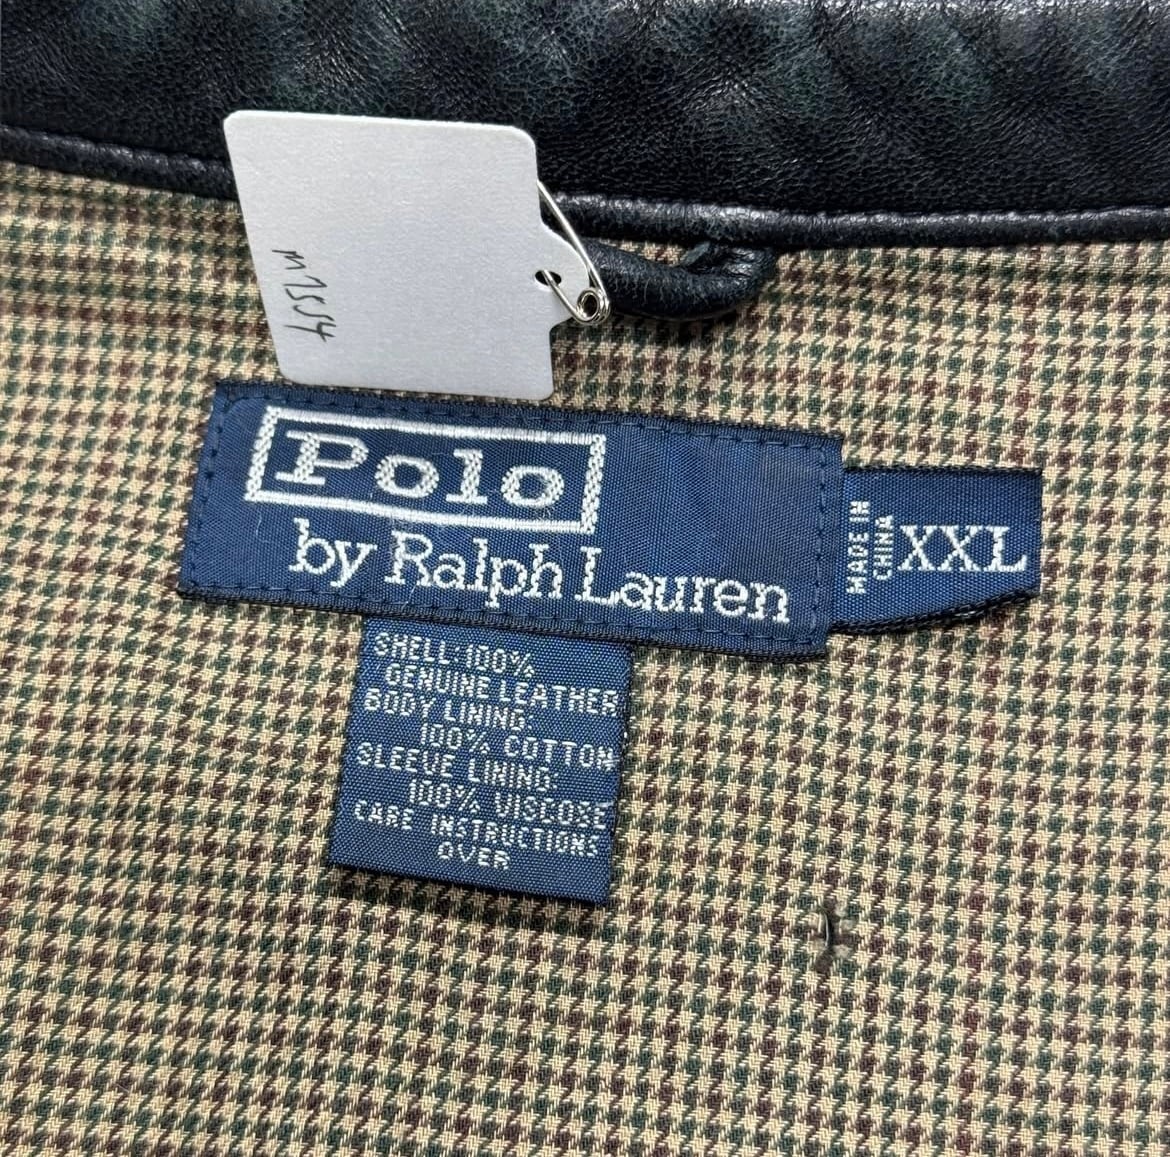 m7554
Polo
by Ralph Lauren
MADE IN
CHINA
XXL
SHELL:100%
GENUINE LEATHER
BODY LINING:
100% COTTON
SLEEVE LINING:
100% VISCOSE
CARE INSTRUCTIONS
OVER